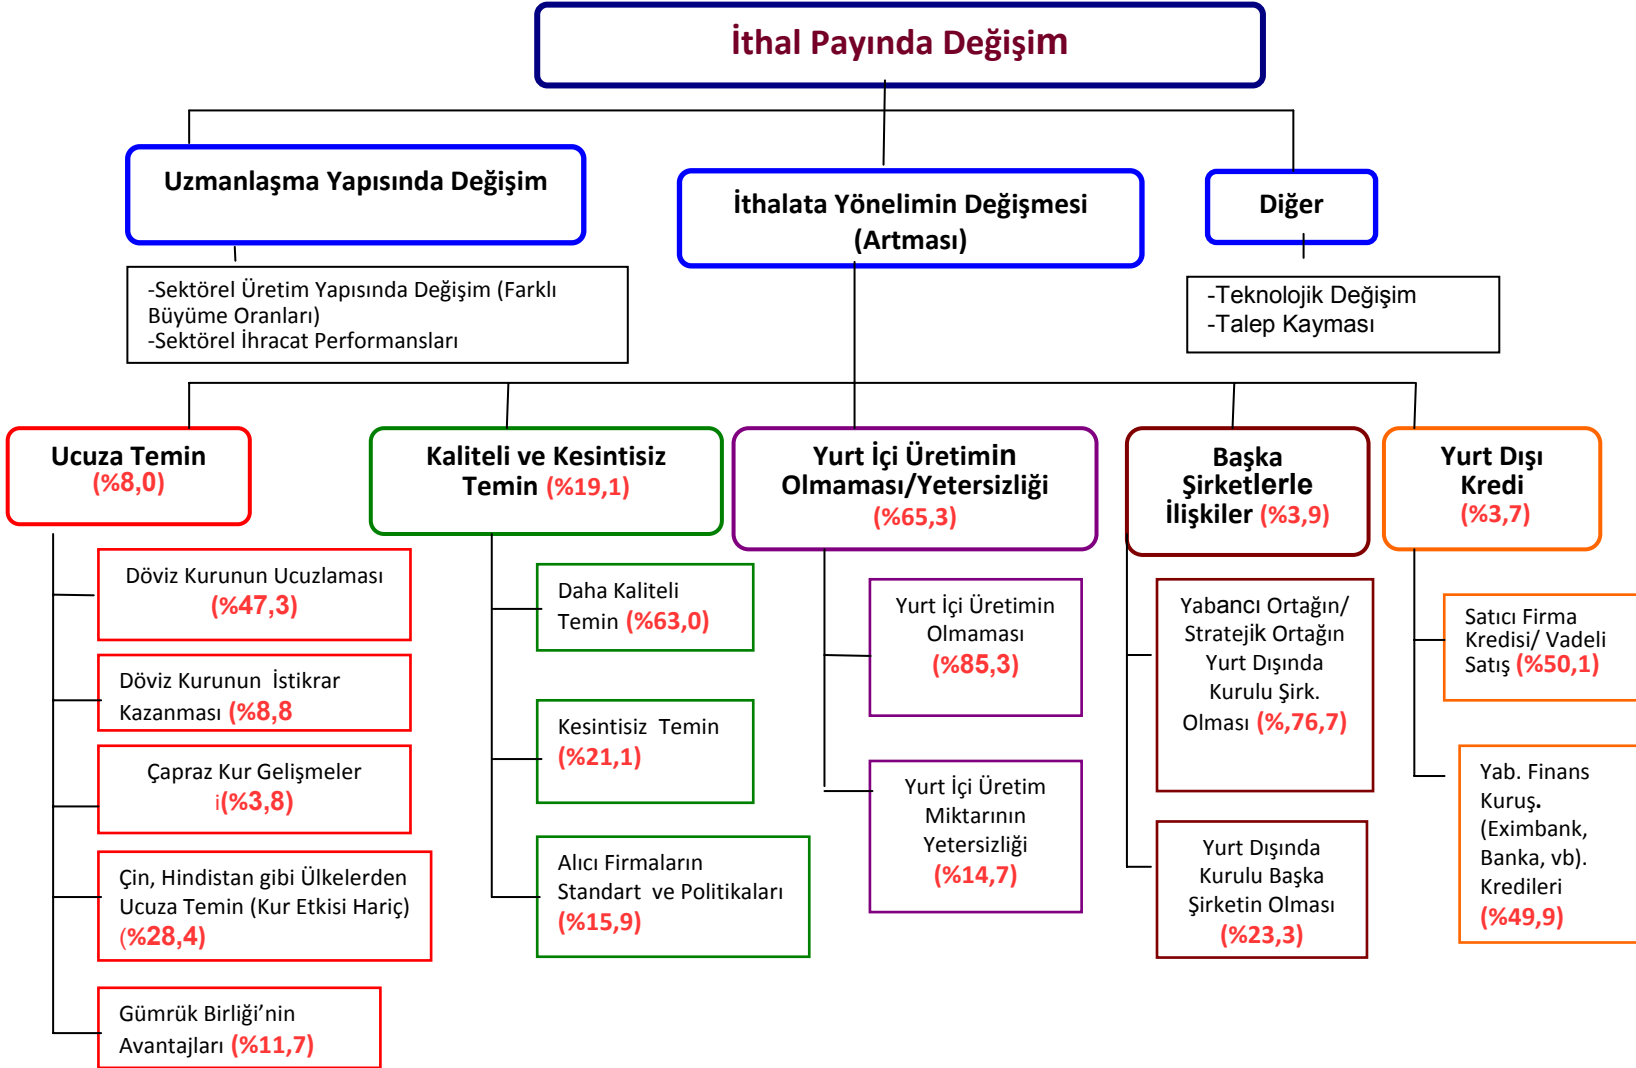 İthal Payında Değişim
Uzmanlaşma Yapısında Değişim
İthalata Yönelimin Değişmesi
(Artması)
Diğer
-Sektörel Üretim Yapısında Değişim (Farklı
Büyüme Oranları)
-Sektörel İhracat Performansları
-Teknolojik Değişim
-Talep Kayması
Ucuza Temin
(%8,0)
Kaliteli ve Kesintisiz
Temin (%19,1)
Yurt İçi Üretimin
Olmaması/Yetersizliği
(%65,3)
Başka
Şirketlerle
İlişkiler (%3,9)
Yurt Dışı
Kredi
(%3,7)
Döviz Kurunun Ucuzlaması
(%47,3)
Döviz Kurunun İstikrar
Kazanması (%8,8
Çapraz Kur Gelişmeler
i(%3,8)
Çin, Hindistan gibi Ülkelerden
Ucuza Temin (Kur Etkisi Hariç)
(%28,4)
Gümrük Birliği’nin
Avantajları (%11,7)
Daha Kaliteli
Temin (%63,0)
Kesintisiz Temin
(%21,1)
Alıcı Firmaların
Standart ve Politikaları
(%15,9)
Yurt İçi Üretimin
Olmaması
(%85,3)
Yurt İçi Üretim
Miktarının
Yetersizliği
(%14,7)
Yabancı Ortağın/
Stratejik Ortağın
Yurt Dışında
Kurulu Şirk.
Olması (%,76,7)
Yurt Dışında
Kurulu Başka
Şirketin Olması
(%23,3)
Satıcı Firma
Kredisi/ Vadeli
Satış (%50,1)
Yab. Finans
Kuruş.
(Eximbank,
Banka, vb).
Kredileri
(%49,9)